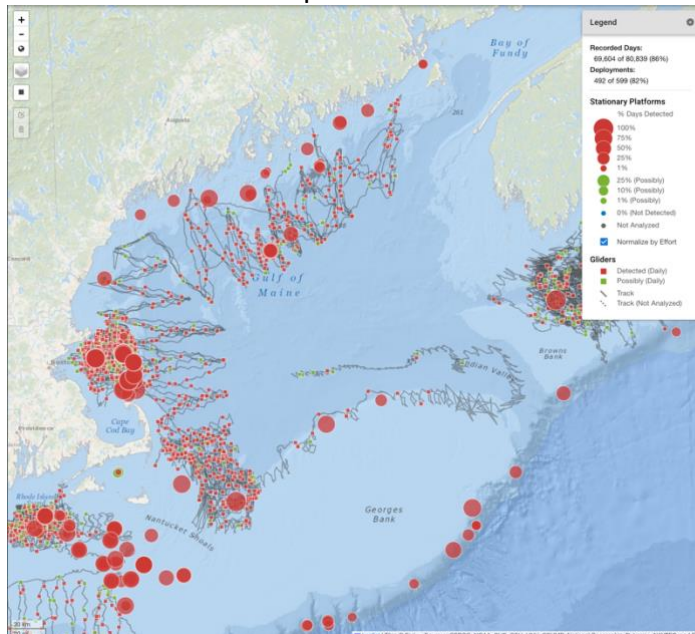 +
-
Legend
Recorded Days:
69,604 of 80,839 (86%)
Deployments:
492 of 599 (82%)
Stationary Platforms
% Days Detected
100%
75%
50%
25%
1%
25% (Possibly)
10% (Possibly)
1% (Possibly)
0% (Not Detected)
Not Analyzed
Normalize by Effort
Gliders
Detected (Daily)
Possibly (Daily)
Track
Track (Not Analyzed)
Bay of
Fundy
Augusta
265
Gulf of
Maine
Browns
Bank
Cape
Cod Bay
Rhode Island
Georges
Bank
Nantucket Shoals